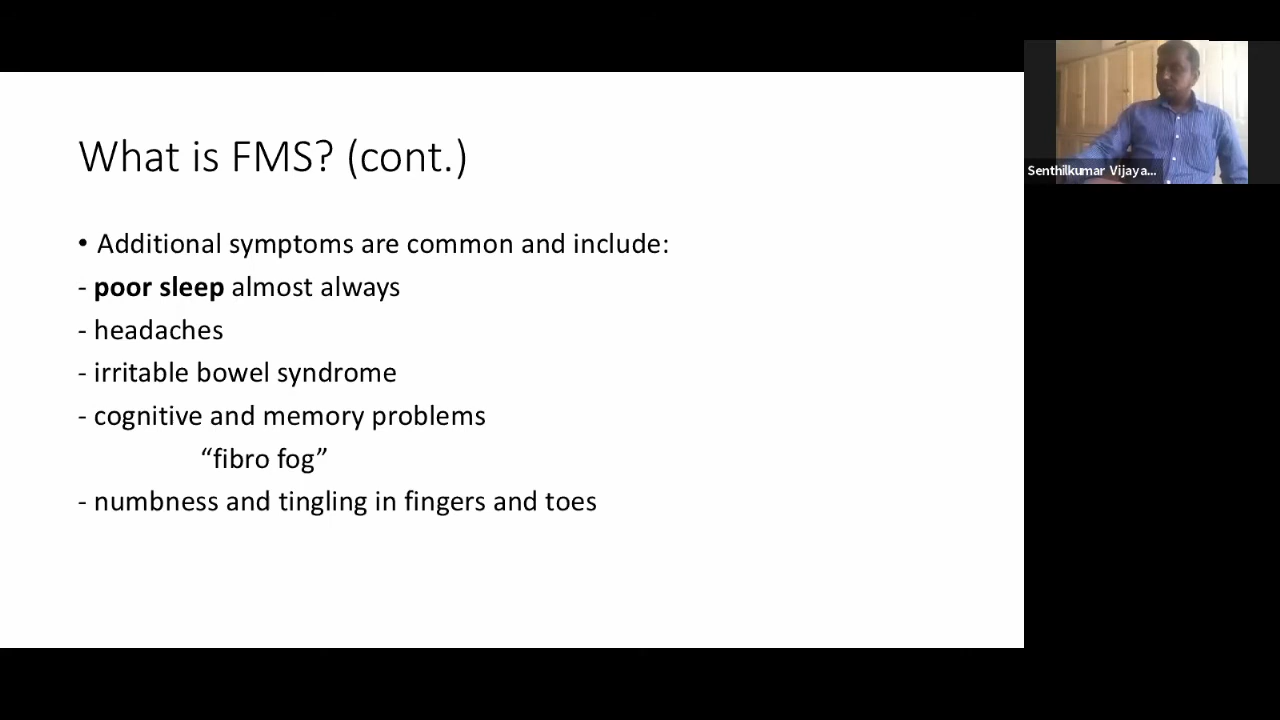 What is FMS? (cont.)
• Additional symptoms are common and include:
- poor sleep almost always
- headaches
- irritable bowel syndrome
- cognitive and memory problems
“fibro fog”
- numbness and tingling in fingers and toes
Senthilkumar Vijaya...